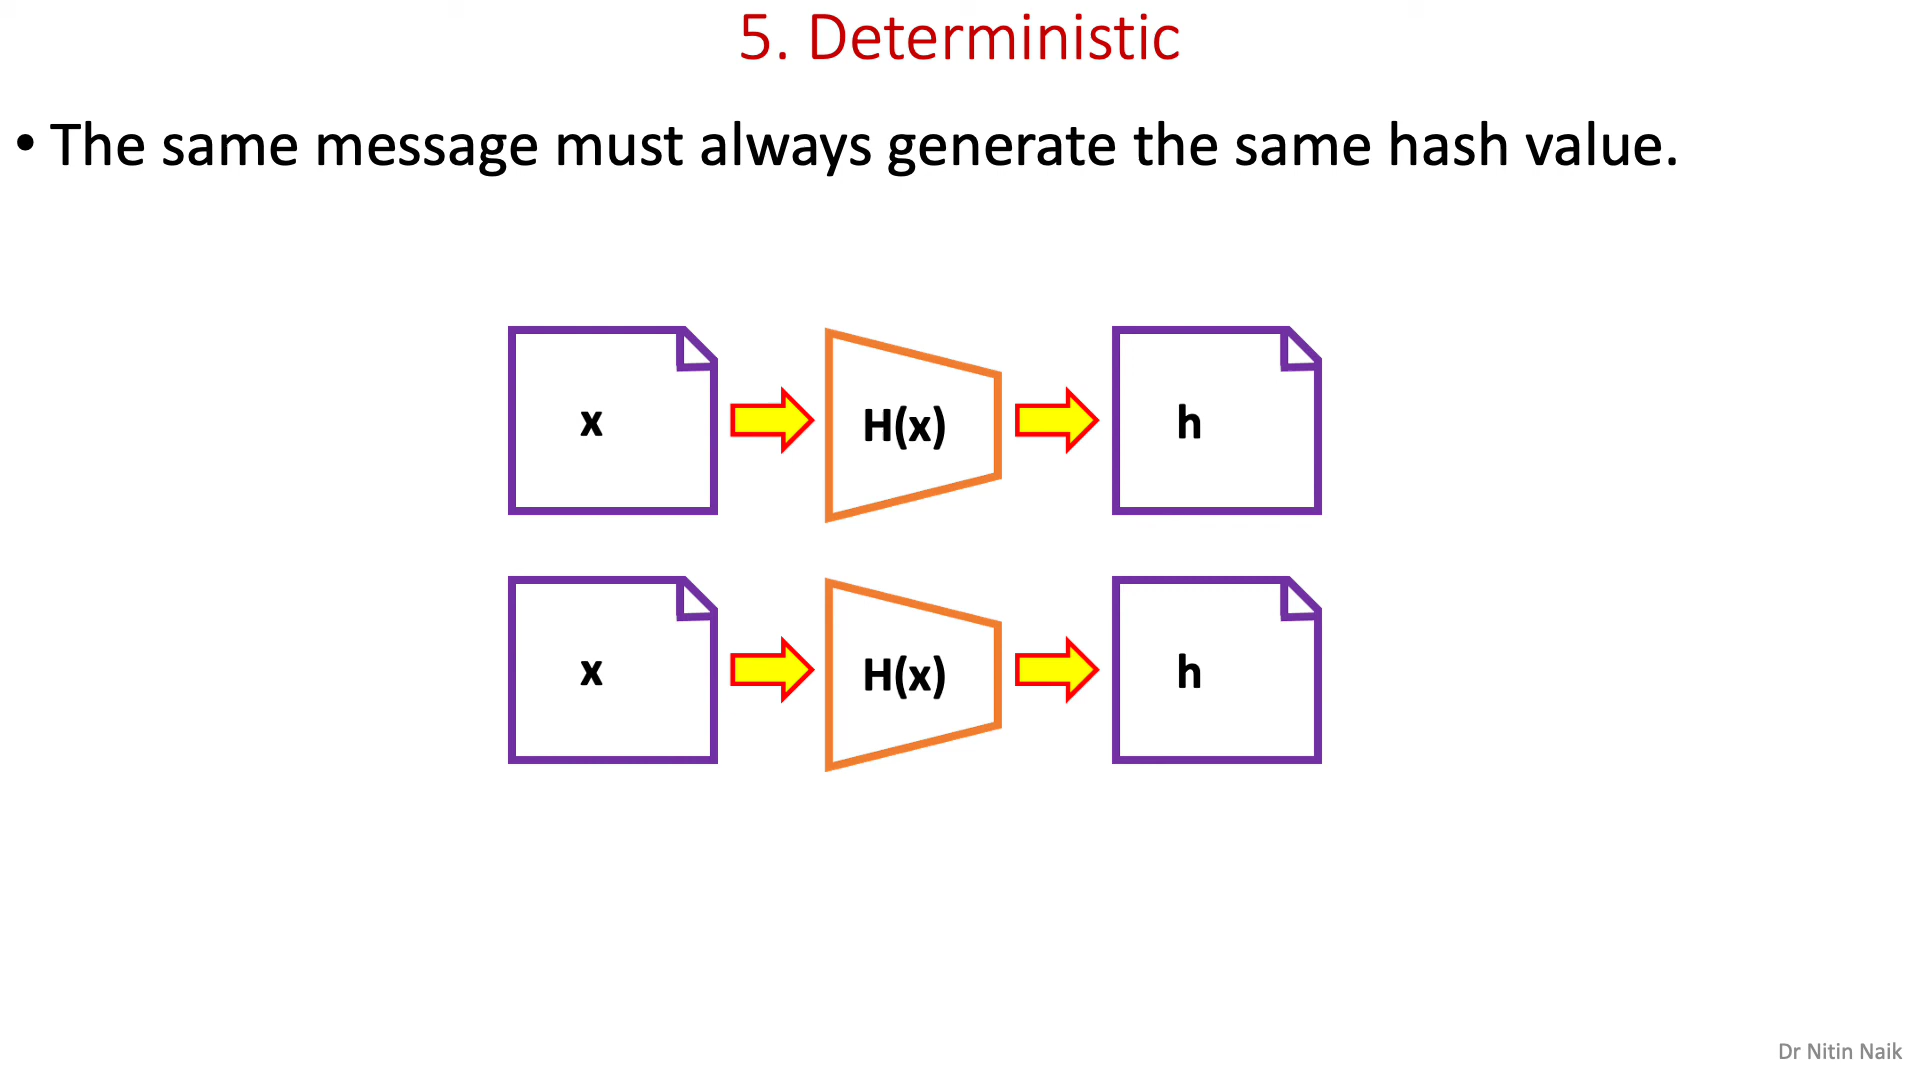 5. Deterministic
• The same message must always generate the same hash value.
x
H(x)
h
x
H(x)
h
Dr Nitin Naik